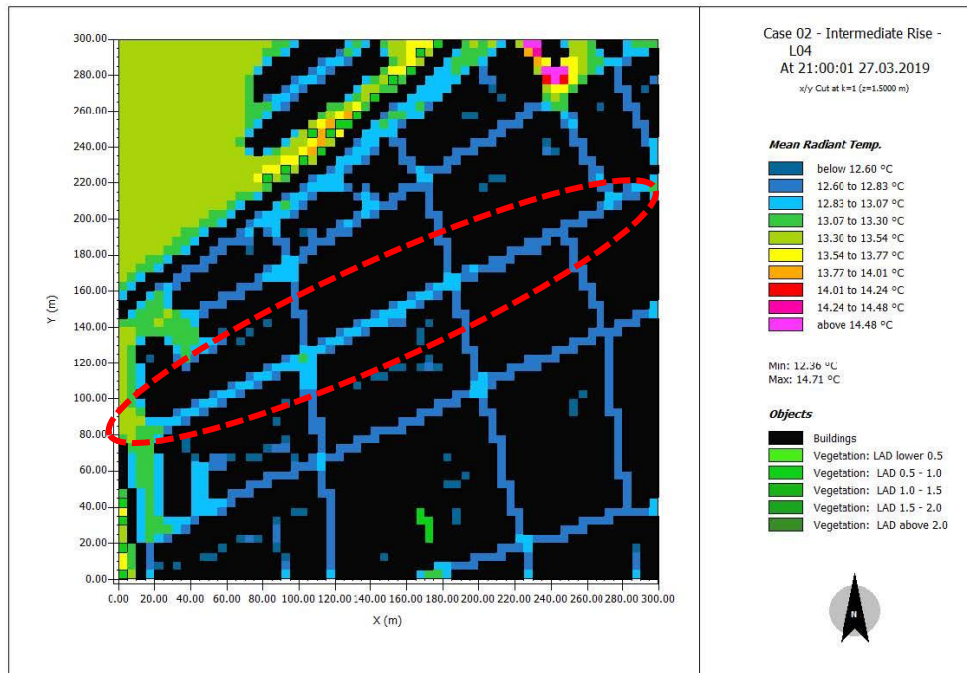 Case 02 - Intermediate Rise -
L04
At 21:00:01 27.03.2019
x/y Cut at k=1 (z=1.5000 m)
Mean Radiant Temp.
below 12.60 °C
12.60 to 12.83 °C
12.83 to 13.07 °C
13.07 to 13.30 °C
13.30 to 13.54 °C
13.54 to 13.77 °C
13.77 to 14.01 °C
14.01 to 14.24 °C
14.24 to 14.48 °C
above 14.48 °C
Min: 12.36 °C
Max: 14.71 °C
Objects
Buildings
Vegetation: LAD lower 0.5
Vegetation: LAD 0.5 - 1.0
Vegetation: LAD 1.0 - 1.5
Vegetation: LAD 1.5 - 2.0
Vegetation: LAD above 2.0
N
300.00
280.00
260.00
240.00
220.00
200.00
180.00
160.00
140.00
120.00
100.00
80.00
60.00
40.00
20.00
0.00
Y (m)
0.00 20.00 40.00 60.00 80.00 100.00 120.00 140.00 160.00 180.00 200.00 220.00 240.00 260.00 280.00 300.00
X (m)